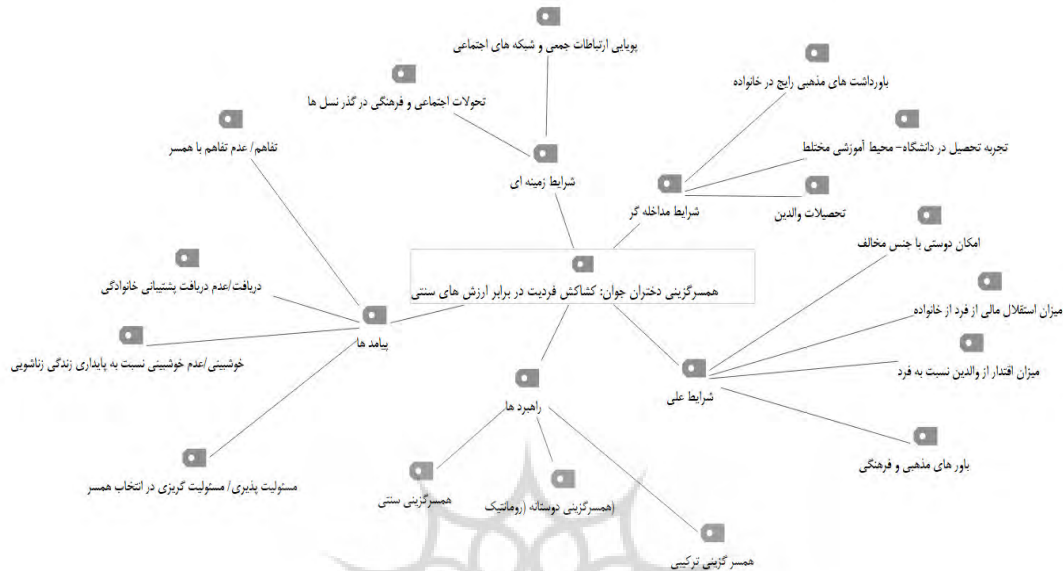 پویایی ارتباطات جمعی و شبکه های اجتماعی
باورداشت های مذهبی رایج در خانواده
تحولات اجتماعی و فرهنگی در گذر نسل ها
تجربه تحصیل در دانشگاه- محیط آموزشی مختلط
تفاهم/ عدم تفاهم با همسر
شرایط زمینه ای
تحصیلات والدین
شرایط مداخله گر
امکان دوستی با جنس مخالف
دریافت/عدم دریافت پشتیبانی خانوادگی
همسرگزینی دختران جوان: کشاکش فردیت در برابر ارزش های سنتی
میزان استقلال مالی از فرد از خانواده
پیامد ها
خوشبینی/عدم خوشبینی نسبت به پایداری زندگی زناشویی
میزان اقتدار از والدین نسبت به فرد
شرایط علی
راهبرد ها
باور های مذهبی و فرهنگی
مسئولیت پذیری/ مسئولیت گریزی در انتخاب همسر
همسرگزینی سنتی
(همسرگزینی دوستانه (رومانتیک
همسر گزینی ترکیبی